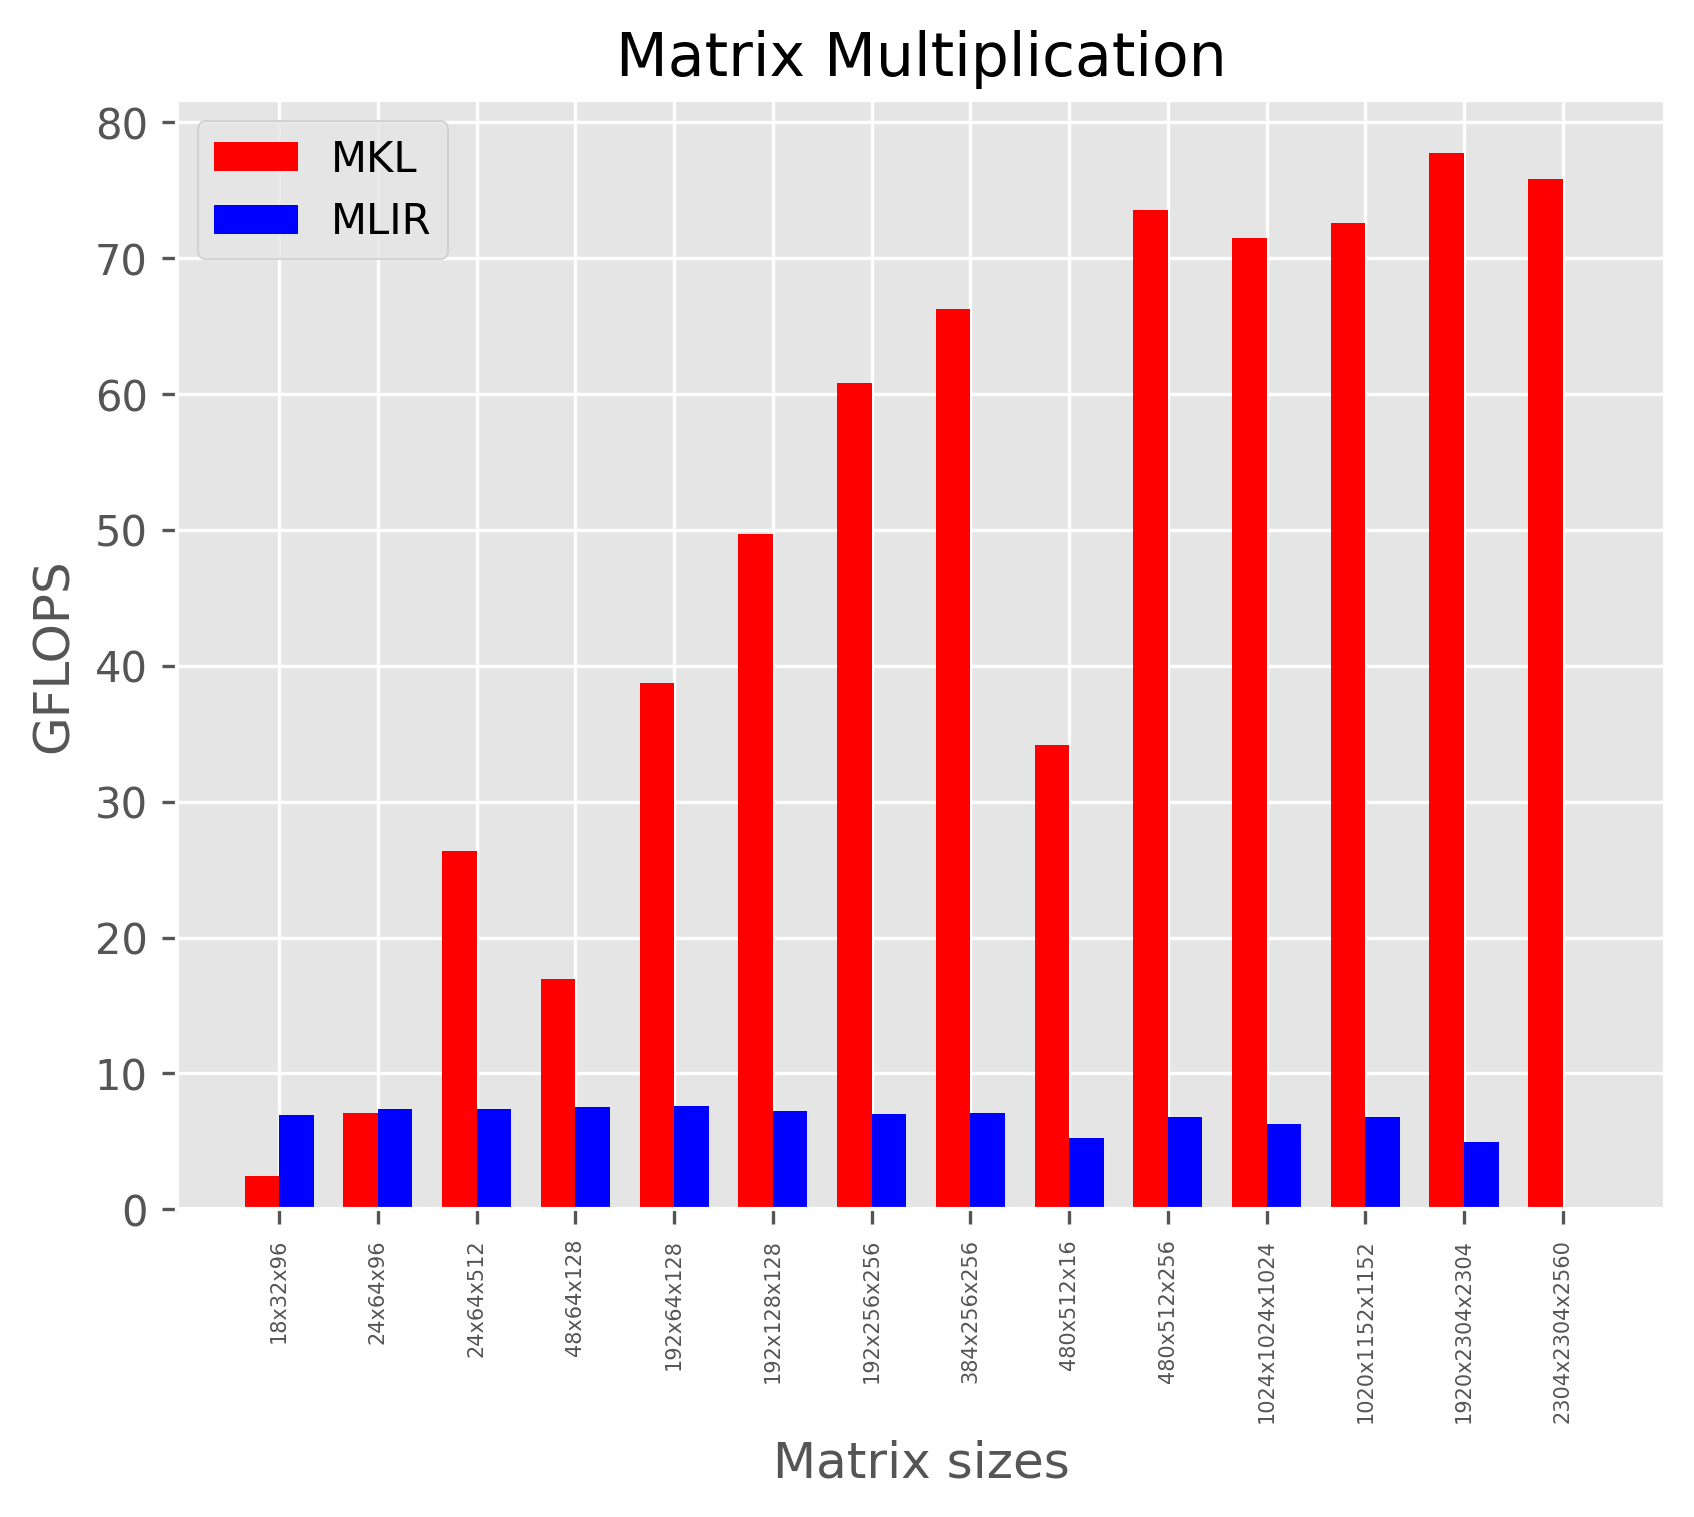 Matrix Multiplication
MKL
MLIR
80
70
60
50
40
30
20
10
0
GFLOPS
18x32x96
24x64x96
24x64x512
48x64x128
192x64x128
192x128x128
192x256x256
384x256x256
480x512x16
480x512x256
1024x1024x1024
1020x1152x1152
1920x2304x2304
2304x2304x2560
Matrix sizes